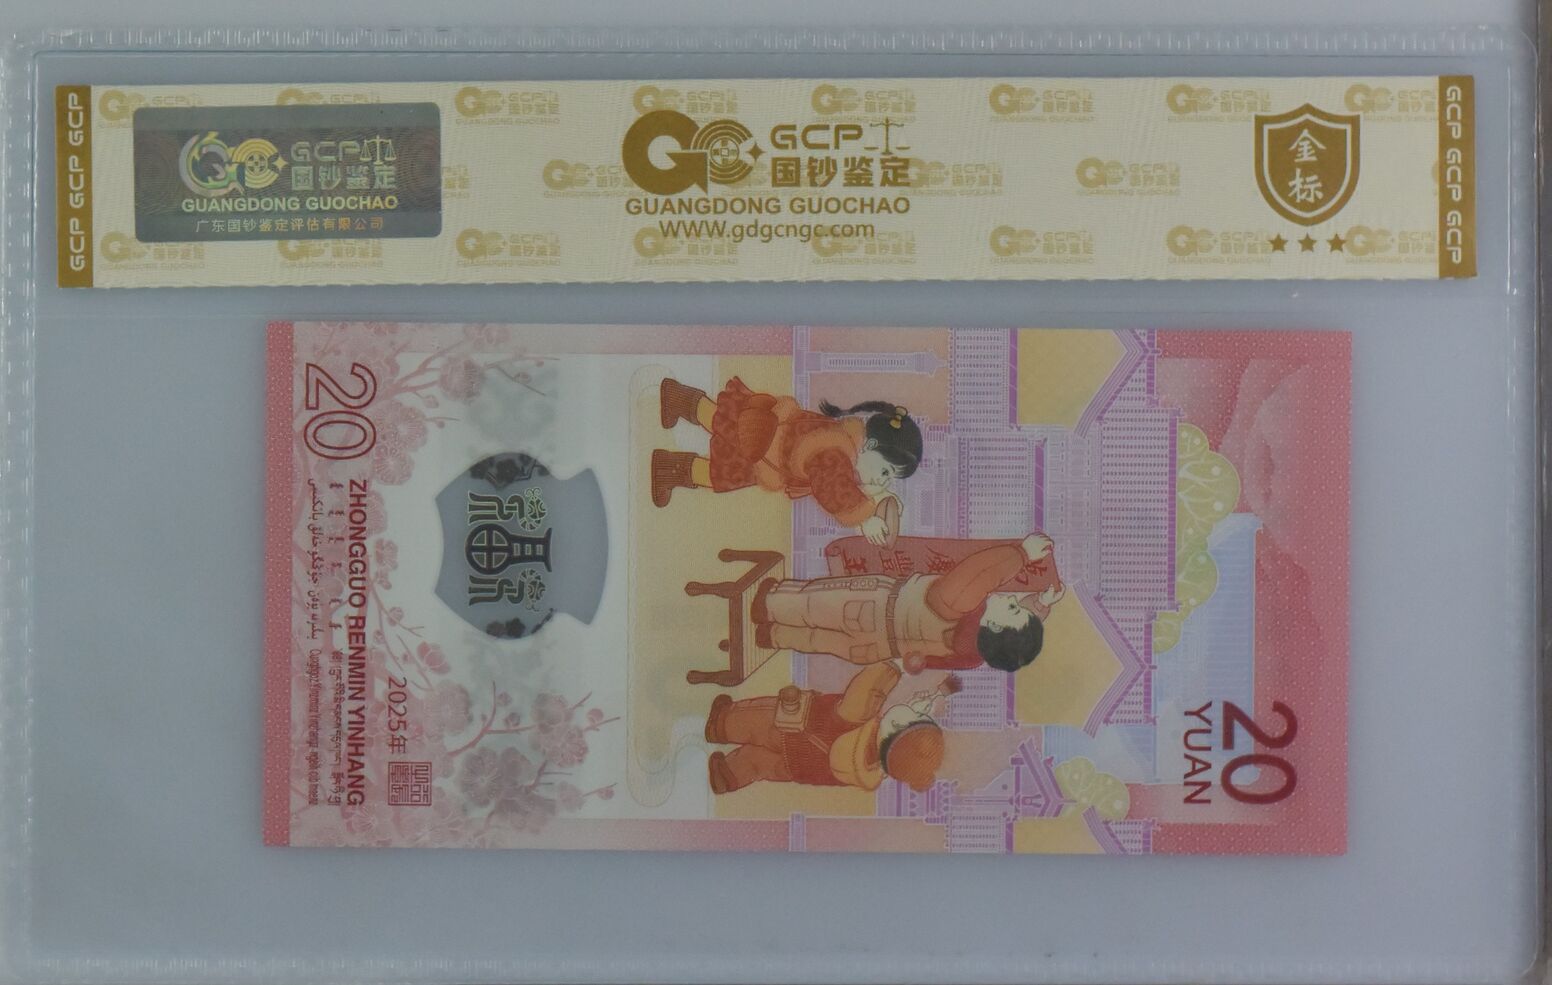 GCP GCP GCP
GCP
国钞鉴定
GUANGDONG GUOCHAO
广东国钞鉴定评估有限公司
GCP
国钞鉴定
GUANGDONG GUOCHAO
WWW.gdgcngc.com
金
标
GCP GCP GCP
20
ZHONGGUO RENMIN YINHANG
2025年
20
YUAN